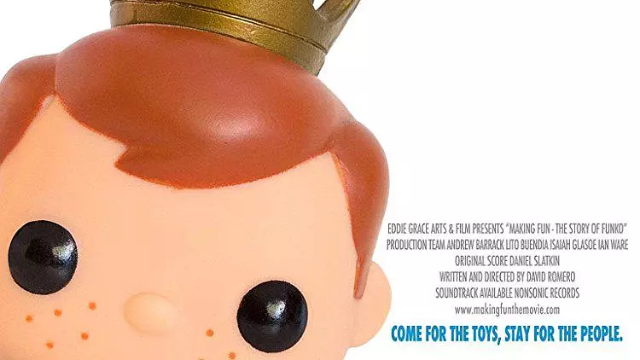 EDDIE GRACE ARTS & FILM PRESENTS "MAKING FUN - THE STORY OF FUNKO"
PRODUCTION TEAM ANDREW BARRACK LITO BUENDIA ISAIAH GLASOE IAN WARE
ORIGINAL SCORE DANIEL SLATKIN
WRITTEN AND DIRECTED BY DAVID ROMERO
SOUNDTRACK AVAILABLE NONSONIC RECORDS
www.makingfunthemovie.com
COME FOR THE TOYS, STAY FOR THE PEOPLE.